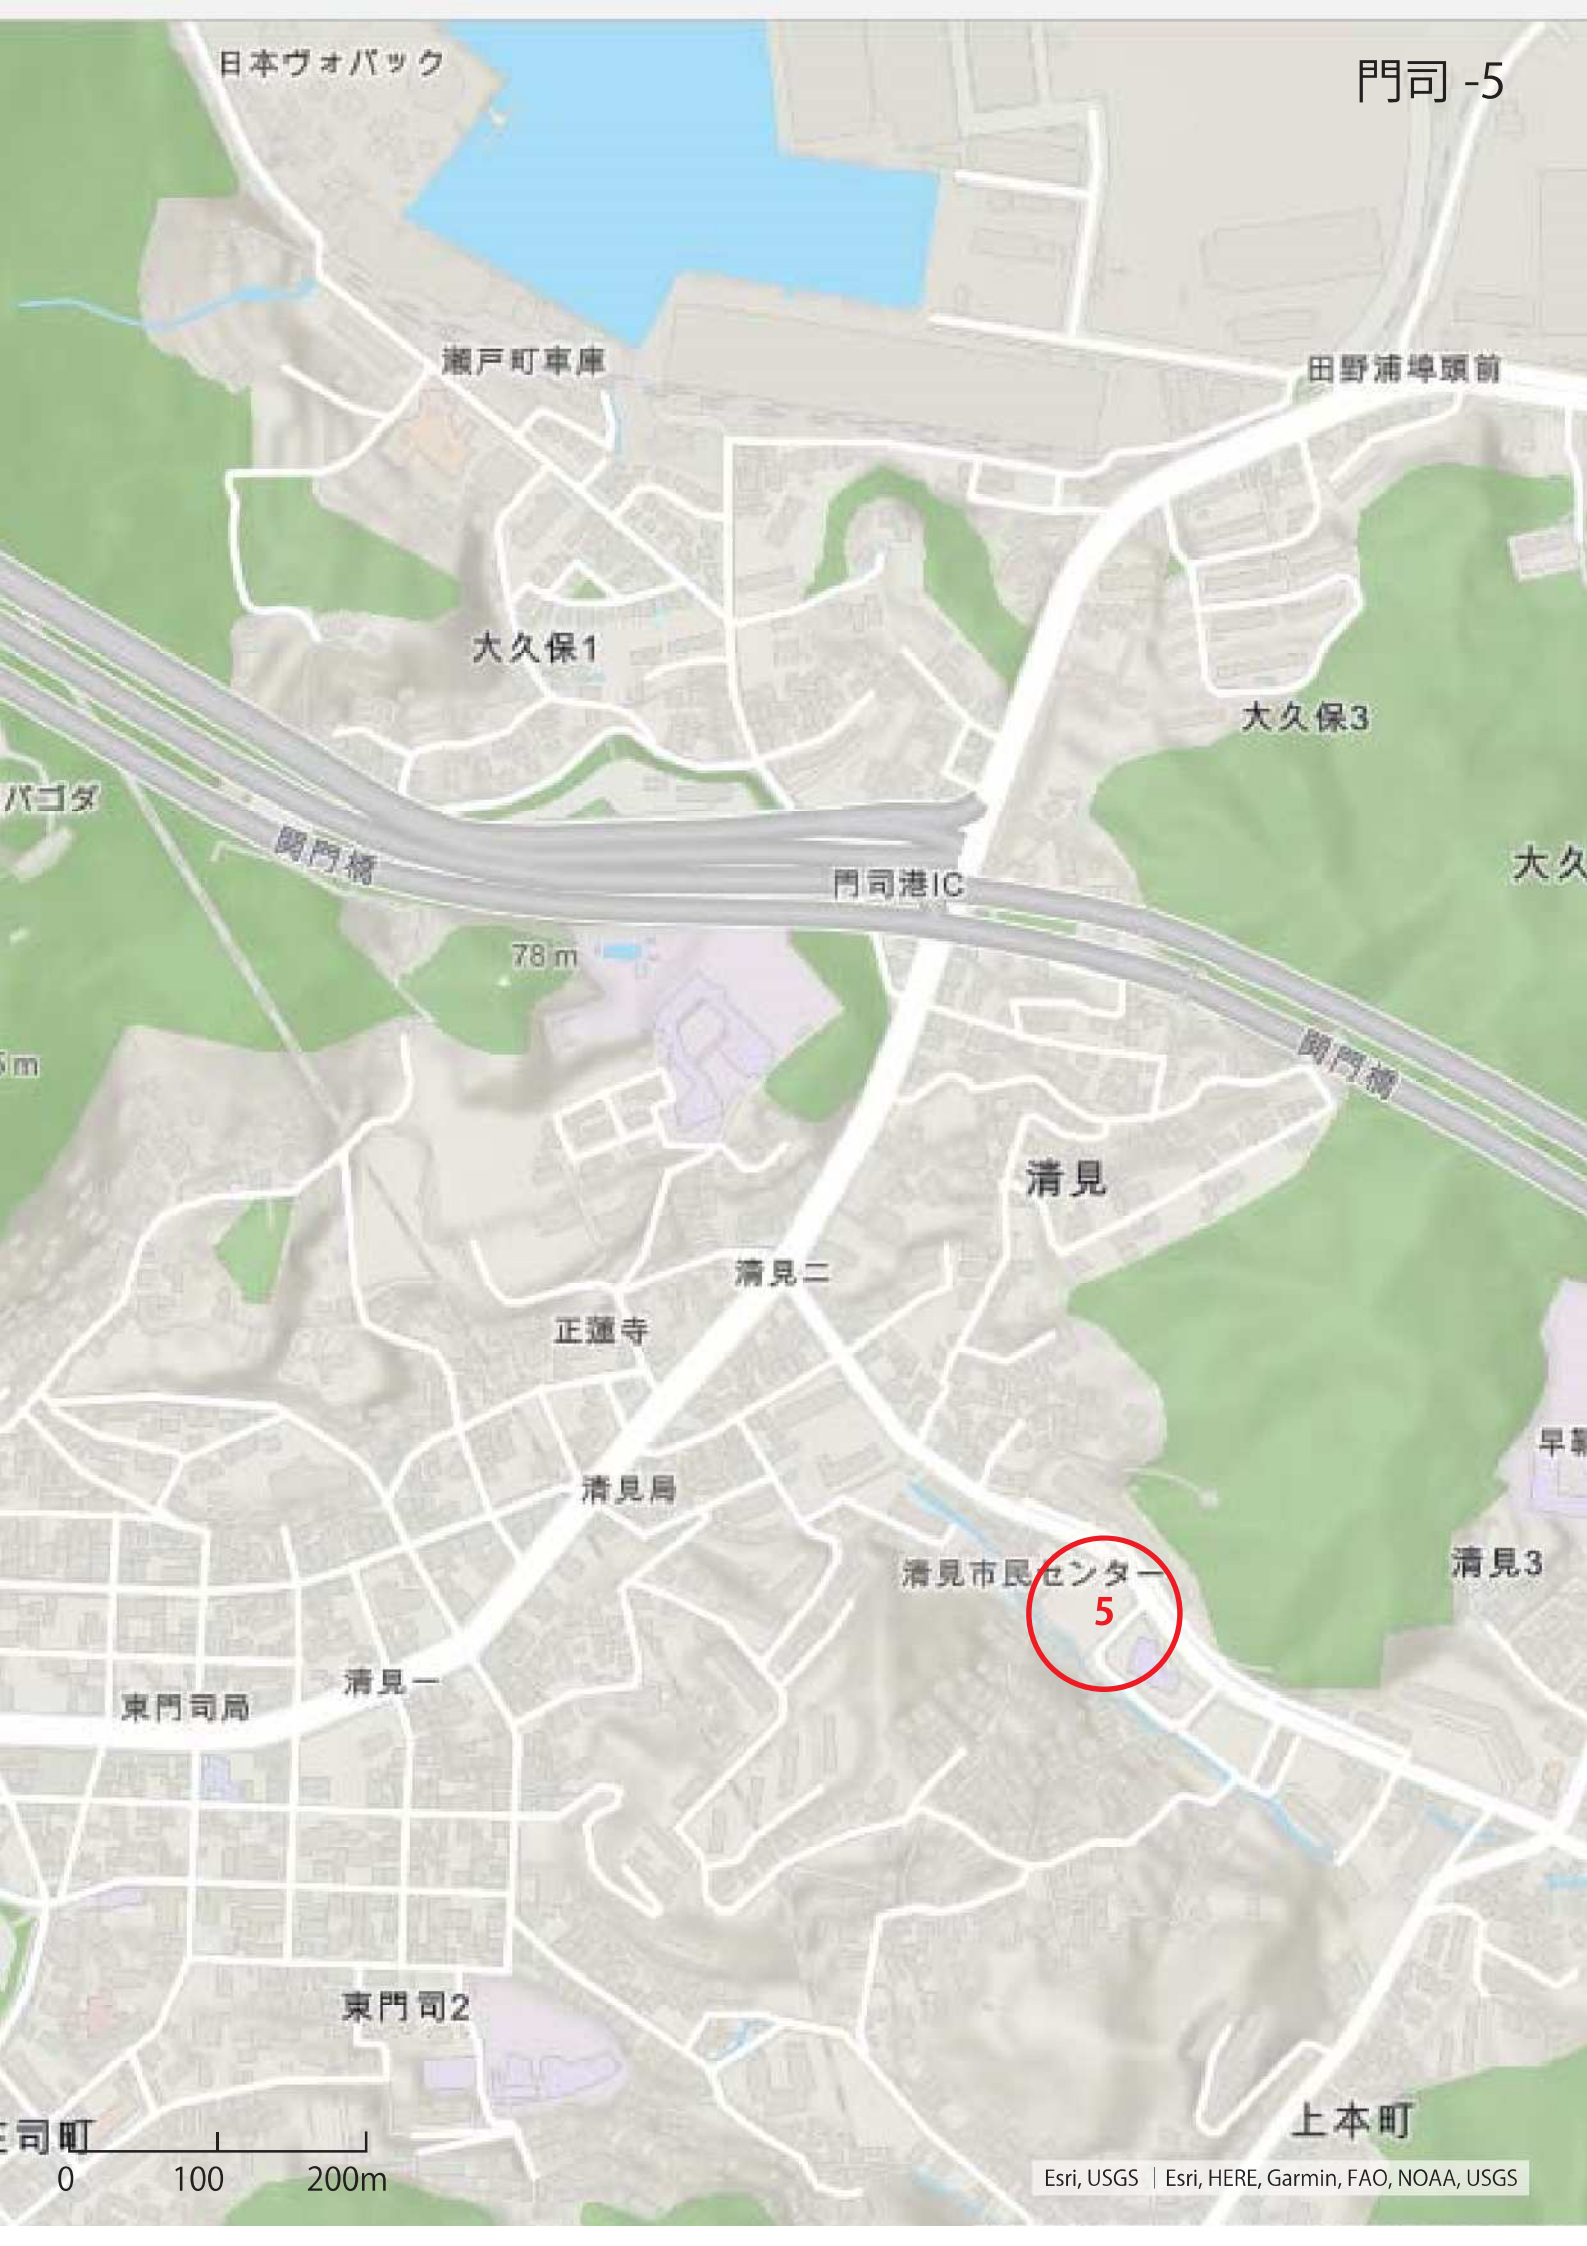 日本ヴォパック
門司 -5
瀬戸町車庫
田野浦埠頭前
大久保1
大久保3
パゴダ
関門橋
大久
門司港IC
78 m
関門橋
清見
清見二
正蓮寺
早鞆
清見局
清見市民センター
清見3
5
清見一
東門司局
東門司2
上本町
司町
0 100 200m
Esri, USGS | Esri, HERE, Garmin, FAO, NOAA, USGS